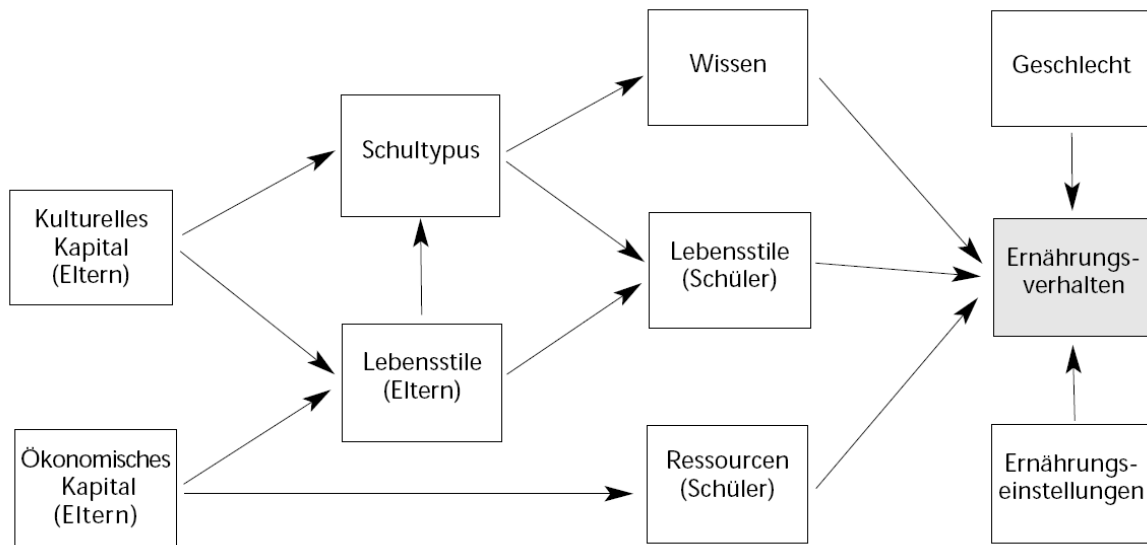 Wissen
Geschlecht
Schultypus
Kulturelles
Kapital
(Eltern)
Lebensstile
(Schüler)
Ernährungs-
verhalten
Lebensstile
(Eltern)
Ökonomisches
Kapital
(Eltern)
Ressourcen
(Schüler)
Ernährungs-
einstellungen